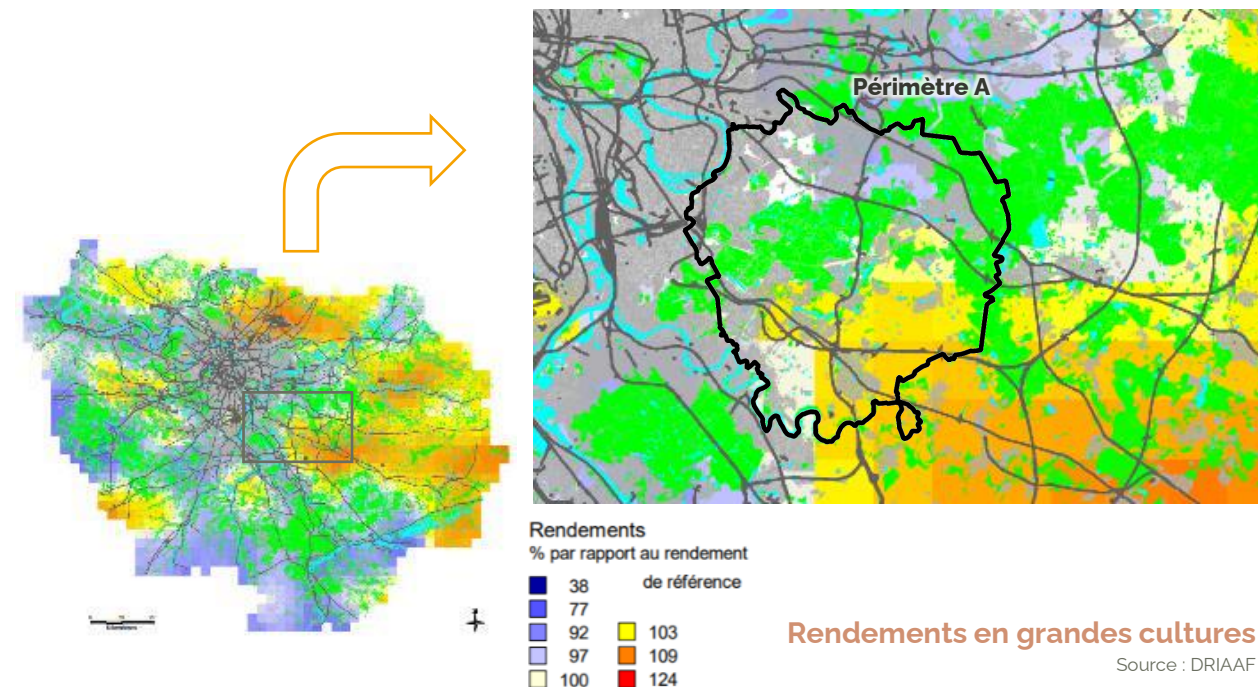 Périmètre A
Rendements
% par rapport au rendement
de référence
38
77
92
97
100
103
109
124
Rendements en grandes cultures
Source : DRIAAF